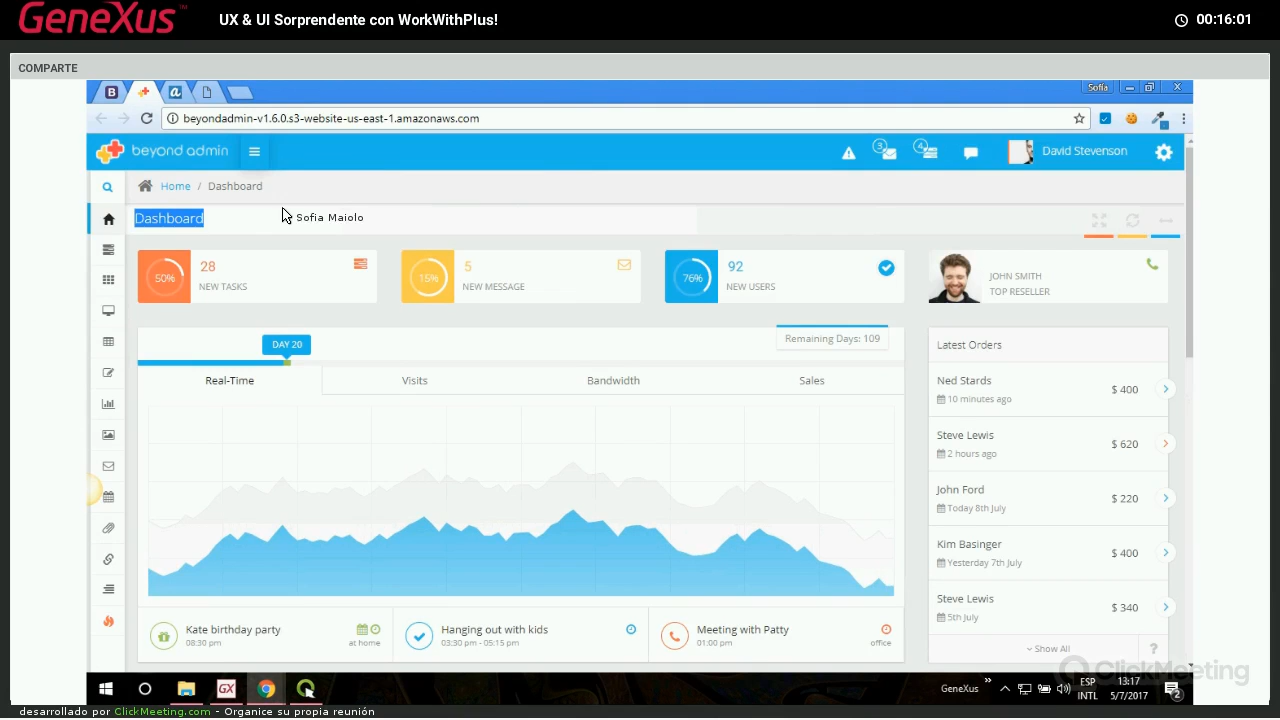 GeneXus™
UX & UI Sorprendente con WorkWithPlus!
00:16:01
COMPARTE
Sofía
beyondadmin-v1.6.0.s3-website-us-east-1.amazonaws.com
beyond admin
3
4
David Stevenson
Home / Dashboard
Dashboard
Sofia Maiolo
50%
28
NEW TASKS
15%
5
NEW MESSAGE
76%
92
NEW USERS
JOHN SMITH
TOP RESELLER
DAY 20
Remaining Days: 109
Real-Time
Visits
Bandwidth
Sales
Latest Orders
Ned Stards
10 minutes ago
$ 400
Steve Lewis
2 hours ago
$ 620
John Ford
Today 8th July
$ 220
Kim Basinger
Yesterday 7th July
$ 400
Steve Lewis
5th July
$ 340
Show All
?
Kate birthday party
08:30 pm
at home
Hanging out with kids
03:30 pm - 05:15 pm
Meeting with Patty
01:00 pm
office
ClickMeeting
GX
GeneXus
»
ESP
INTL
13:17
5/7/2017
2
desarrollado por ClickMeeting.com - Organice su propia reunión